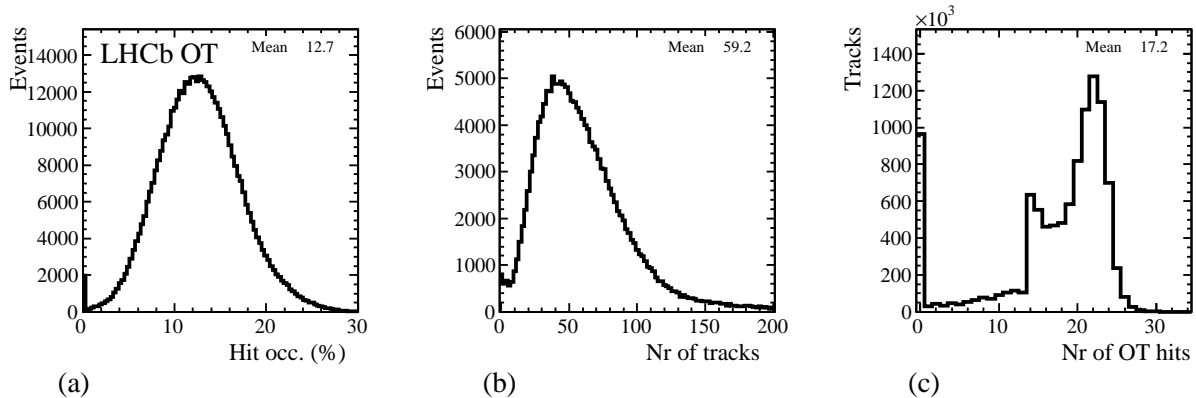 LHCb OT
Mean 12.7
Events
14000
12000
10000
8000
6000
4000
2000
0
0 10 20 30
Hit occ. (%)
(a)
Mean 59.2
Events
6000
5000
4000
3000
2000
1000
0
0 50 100 150 200
Nr of tracks
(b)
×10³
Mean 17.2
Tracks
1400
1200
1000
800
600
400
200
0
0 10 20 30
Nr of OT hits
(c)